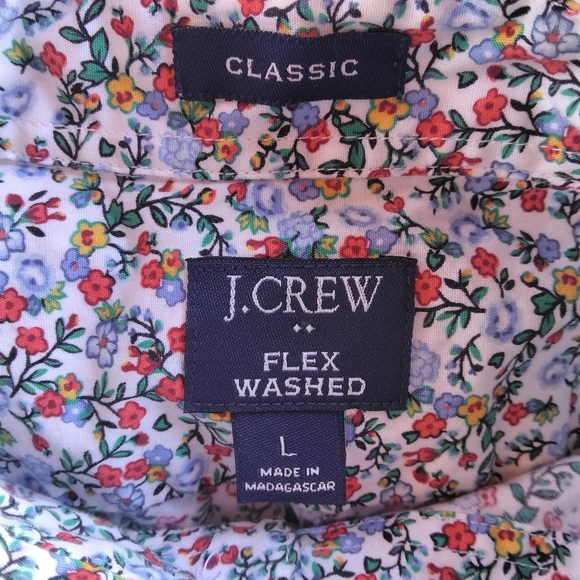 CLASSIC
J.CREW
••
FLEX
WASHED
L
MADE IN
MADAGASCAR